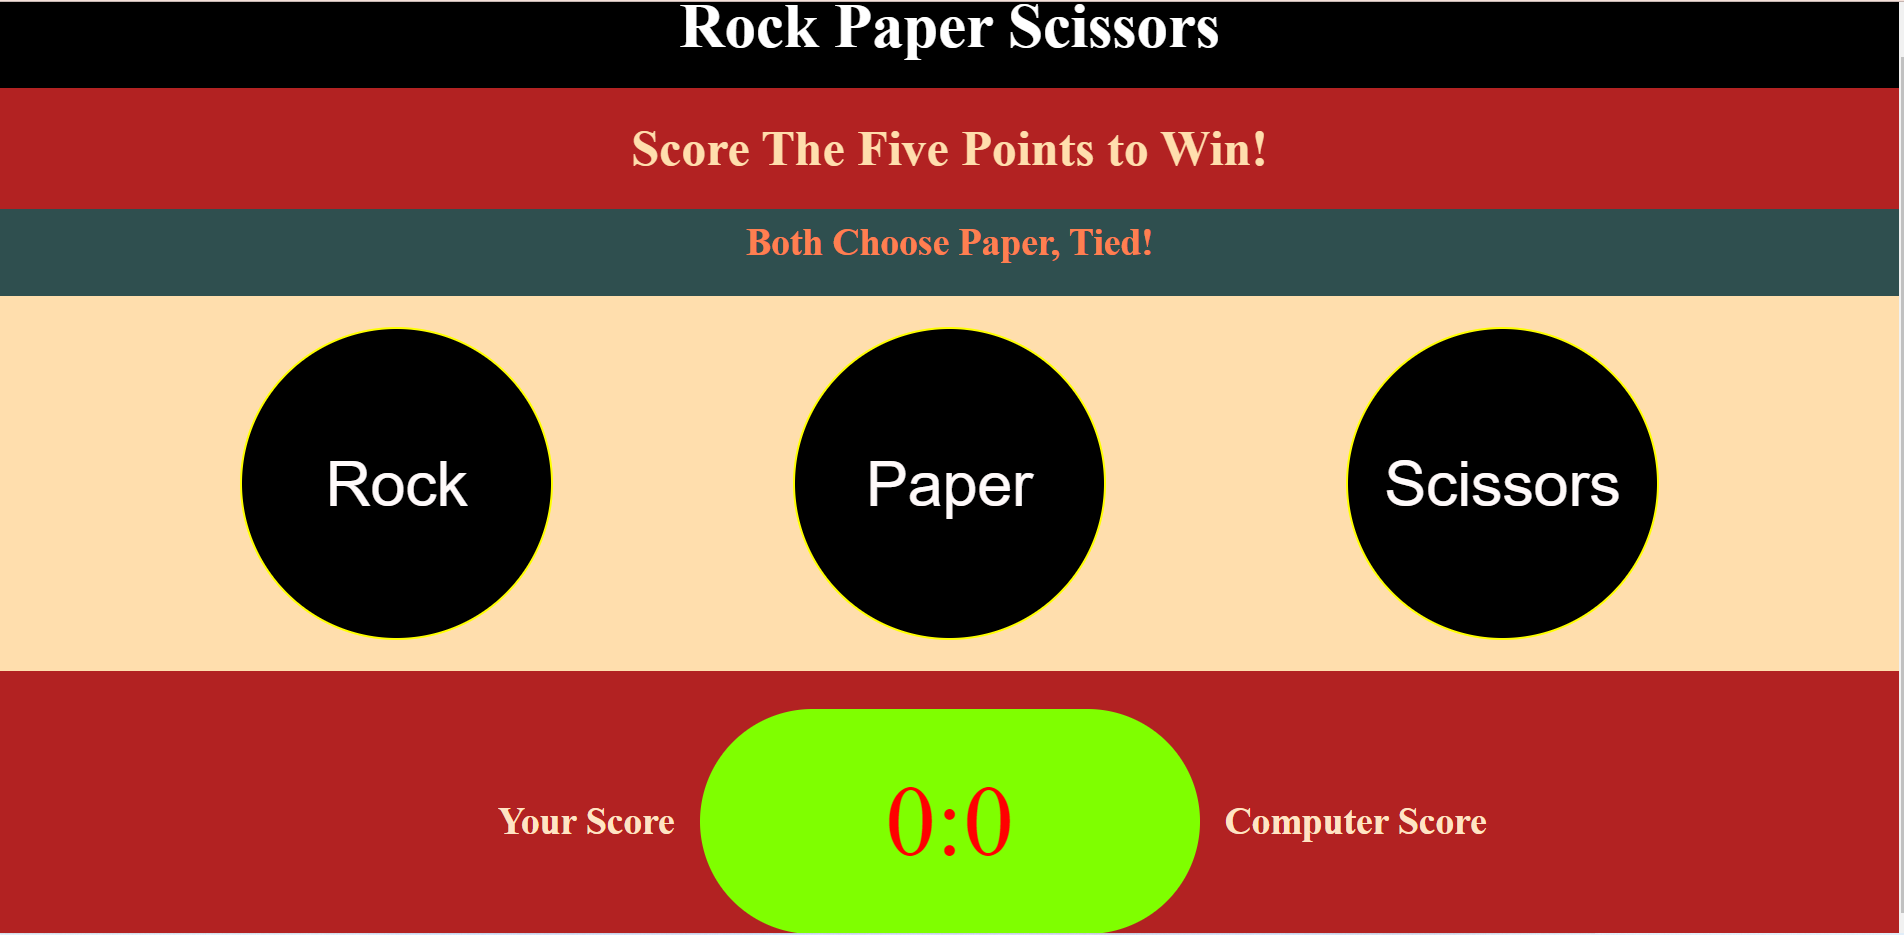 Rock Paper Scissors
Score The Five Points to Win!
Both Choose Paper, Tied!
Rock Paper Scissors
Your Score 0:0 Computer Score